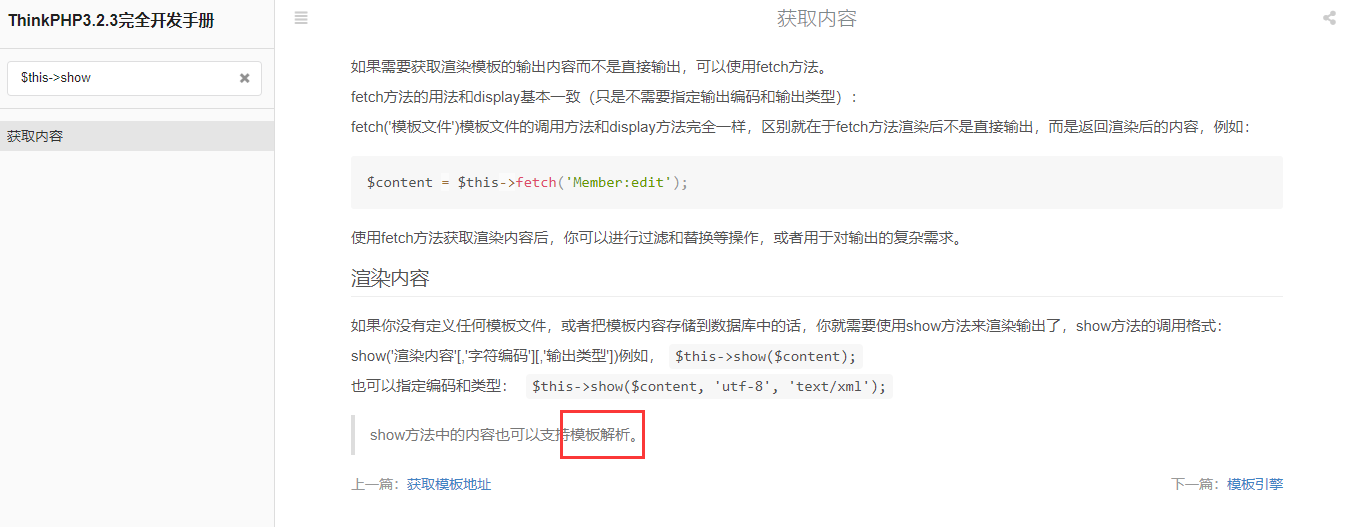 ThinkPHP3.2.3完全开发手册
$this->show
获取内容
获取内容
如果需要获取渲染模板的输出内容而不是直接输出，可以使用fetch方法。
fetch方法的用法和display基本一致（只是不需要指定输出编码和输出类型）：
fetch('模板文件')模板文件的调用方法和display方法完全一样，区别就在于fetch方法渲染后不是直接输出，而是返回渲染后的内容，例如：
$content = $this->fetch('Member:edit');
使用fetch方法获取渲染内容后，你可以进行过滤和替换等操作，或者用于对输出的复杂需求。
渲染内容
如果你没有定义任何模板文件，或者把模板内容存储到数据库中的话，你就需要使用show方法来渲染输出了，show方法的调用格式：
show('渲染内容'[,'字符编码'][,'输出类型'])例如， $this->show($content);
也可以指定编码和类型： $this->show($content, 'utf-8', 'text/xml');
show方法中的内容也可以支持模板解析。
上一篇：获取模板地址
下一篇：模板引擎